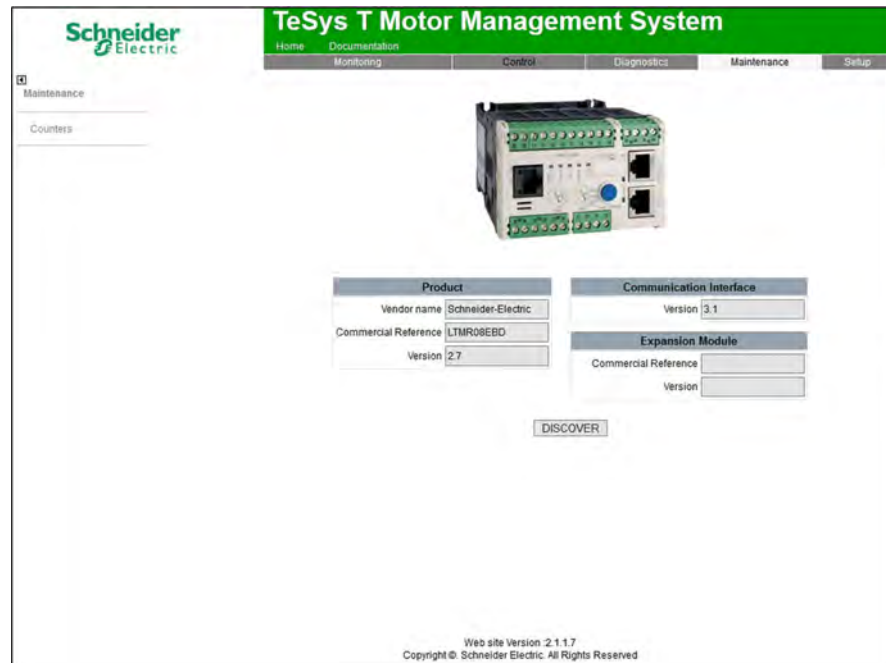 Schneider
Electric
TeSys T Motor Management System
Home Documentation
Monitoring Control Diagnostics Maintenance Setup
Maintenance
Counters
Product
Vendor name Schneider-Electric
Commercial Reference LTMR08EBD
Version 2.7
Communication Interface
Version 3.1
Expansion Module
Commercial Reference
Version
DISCOVER
Web site Version :2.1.1.7
Copyright ©. Schneider Electric. All Rights Reserved